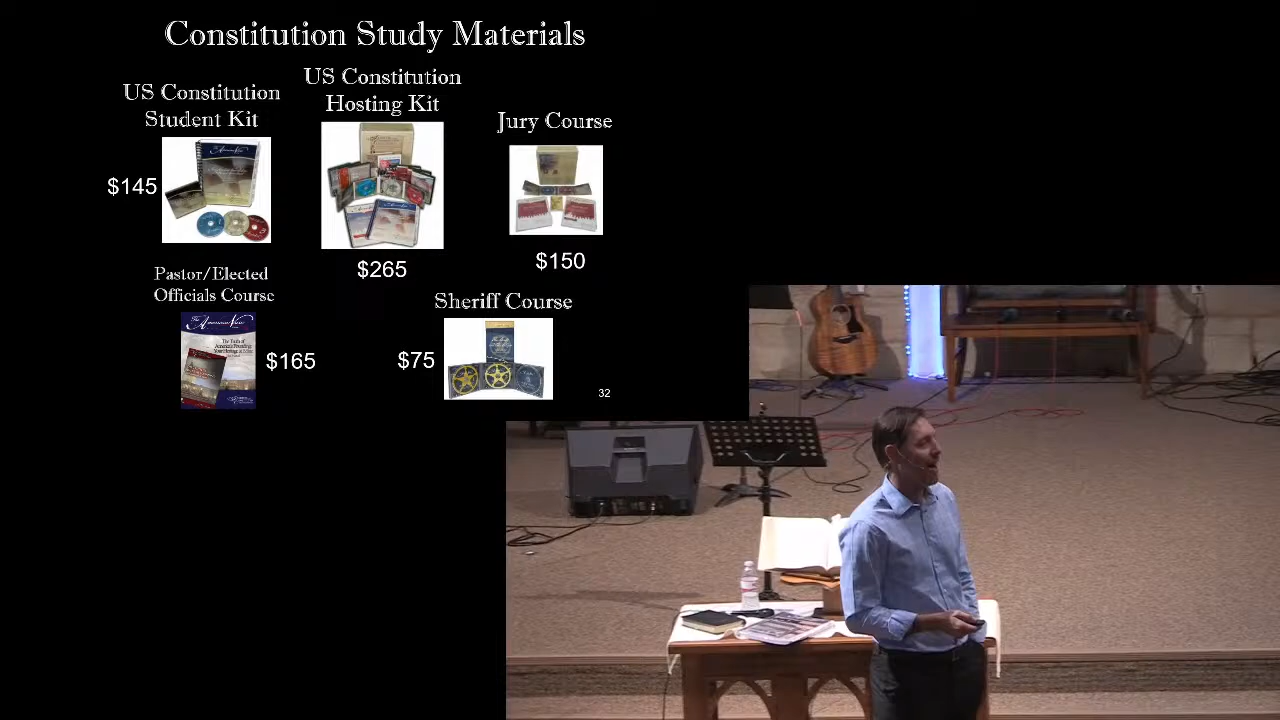 Constitution Study Materials
US Constitution
Student Kit
$145
US Constitution
Hosting Kit
$265
Jury Course
$150
Pastor/Elected
Officials Course
$165
Sheriff Course
$75
32